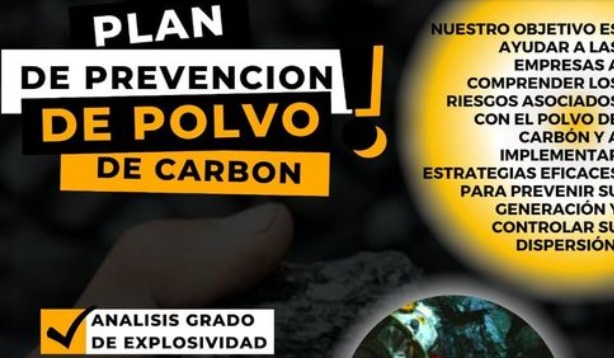 PLAN
DE PREVENCION
DE POLVO
DE CARBON
!
NUESTRO OBJETIVO ES
AYUDAR A LAS
EMPRESAS A
COMPRENDER LOS
RIESGOS ASOCIADOS
CON EL POLVO DE
CARBÓN Y A
IMPLEMENTAR
ESTRATEGIAS EFICACES
PARA PREVENIR SU
GENERACIÓN Y
CONTROLAR SU
DISPERSIÓN
ANALISIS GRADO
DE EXPLOSIVIDAD